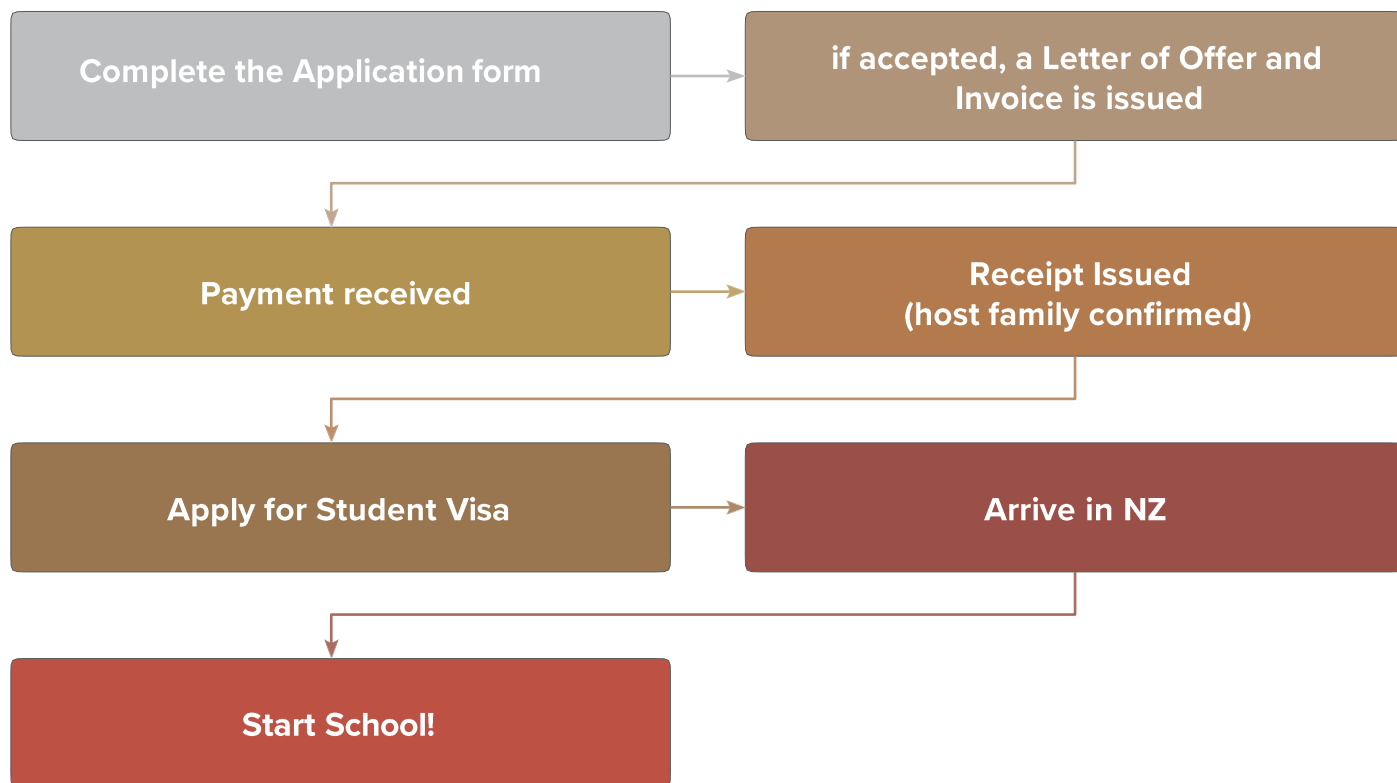 Complete the Application form
if accepted, a Letter of Offer and
Invoice is issued
Payment received
Receipt Issued
(host family confirmed)
Apply for Student Visa
Arrive in NZ
Start School!